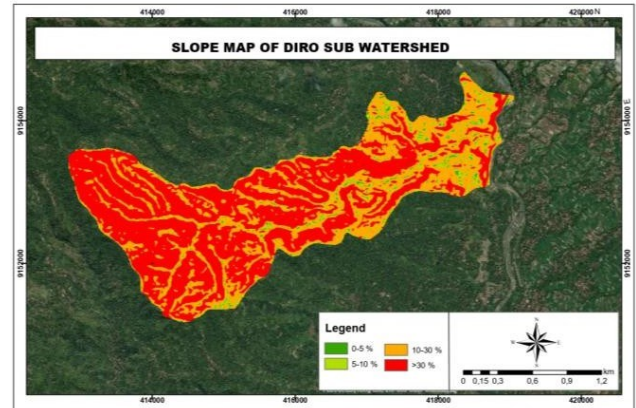 414000 416000 418000 420000 N
SLOPE MAP OF DIRO SUB WATERSHED
9154000 9154000 E
9152000 9152000
Legend
0-5 % 10-30 %
5-10 % >30 %
N
W E
S
km
0 0,15 0,3 0,6 0,9 1,2
414000 416000 418000 420000